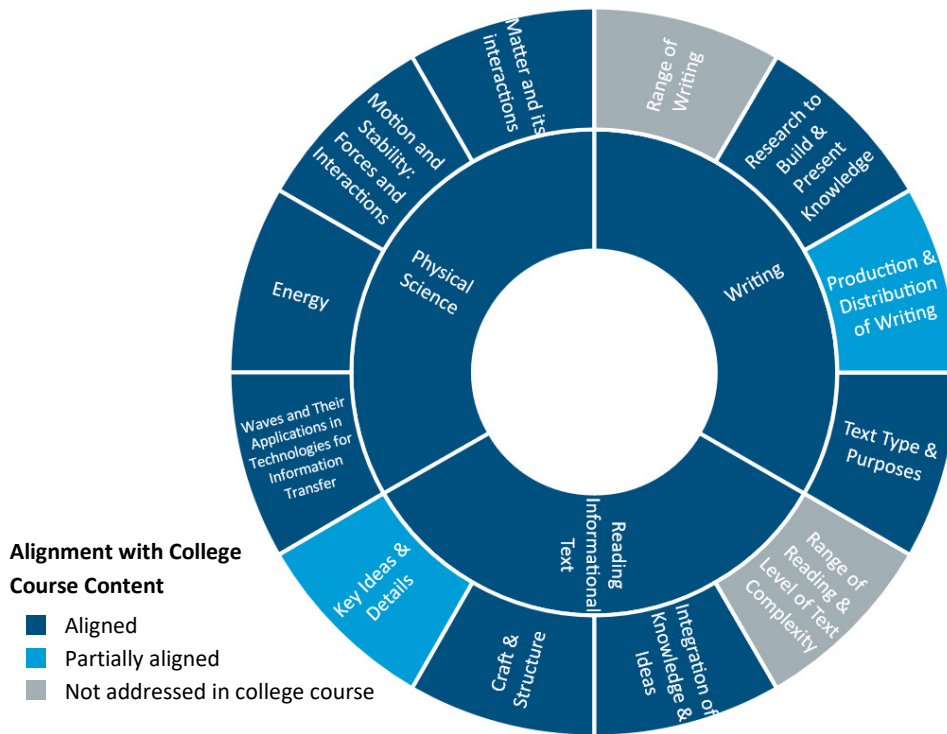 Matter and its
interactions
Range of
Writing
Motion and
Stability:
Forces and
Interactions
Research to
Build &
Present
Knowledge
Physical
Science
Writing
Energy
Production &
Distribution
of Writing
Waves and Their
Applications in
Technologies for
Information
Transfer
Text Type &
Purposes
Reading
Informational
Text
Key Ideas &
Details
Range of
Reading &
Level of Text
Complexity
Craft &
Structure
Integration of
Knowledge &
Ideas
Alignment with College
Course Content
Aligned
Partially aligned
Not addressed in college course